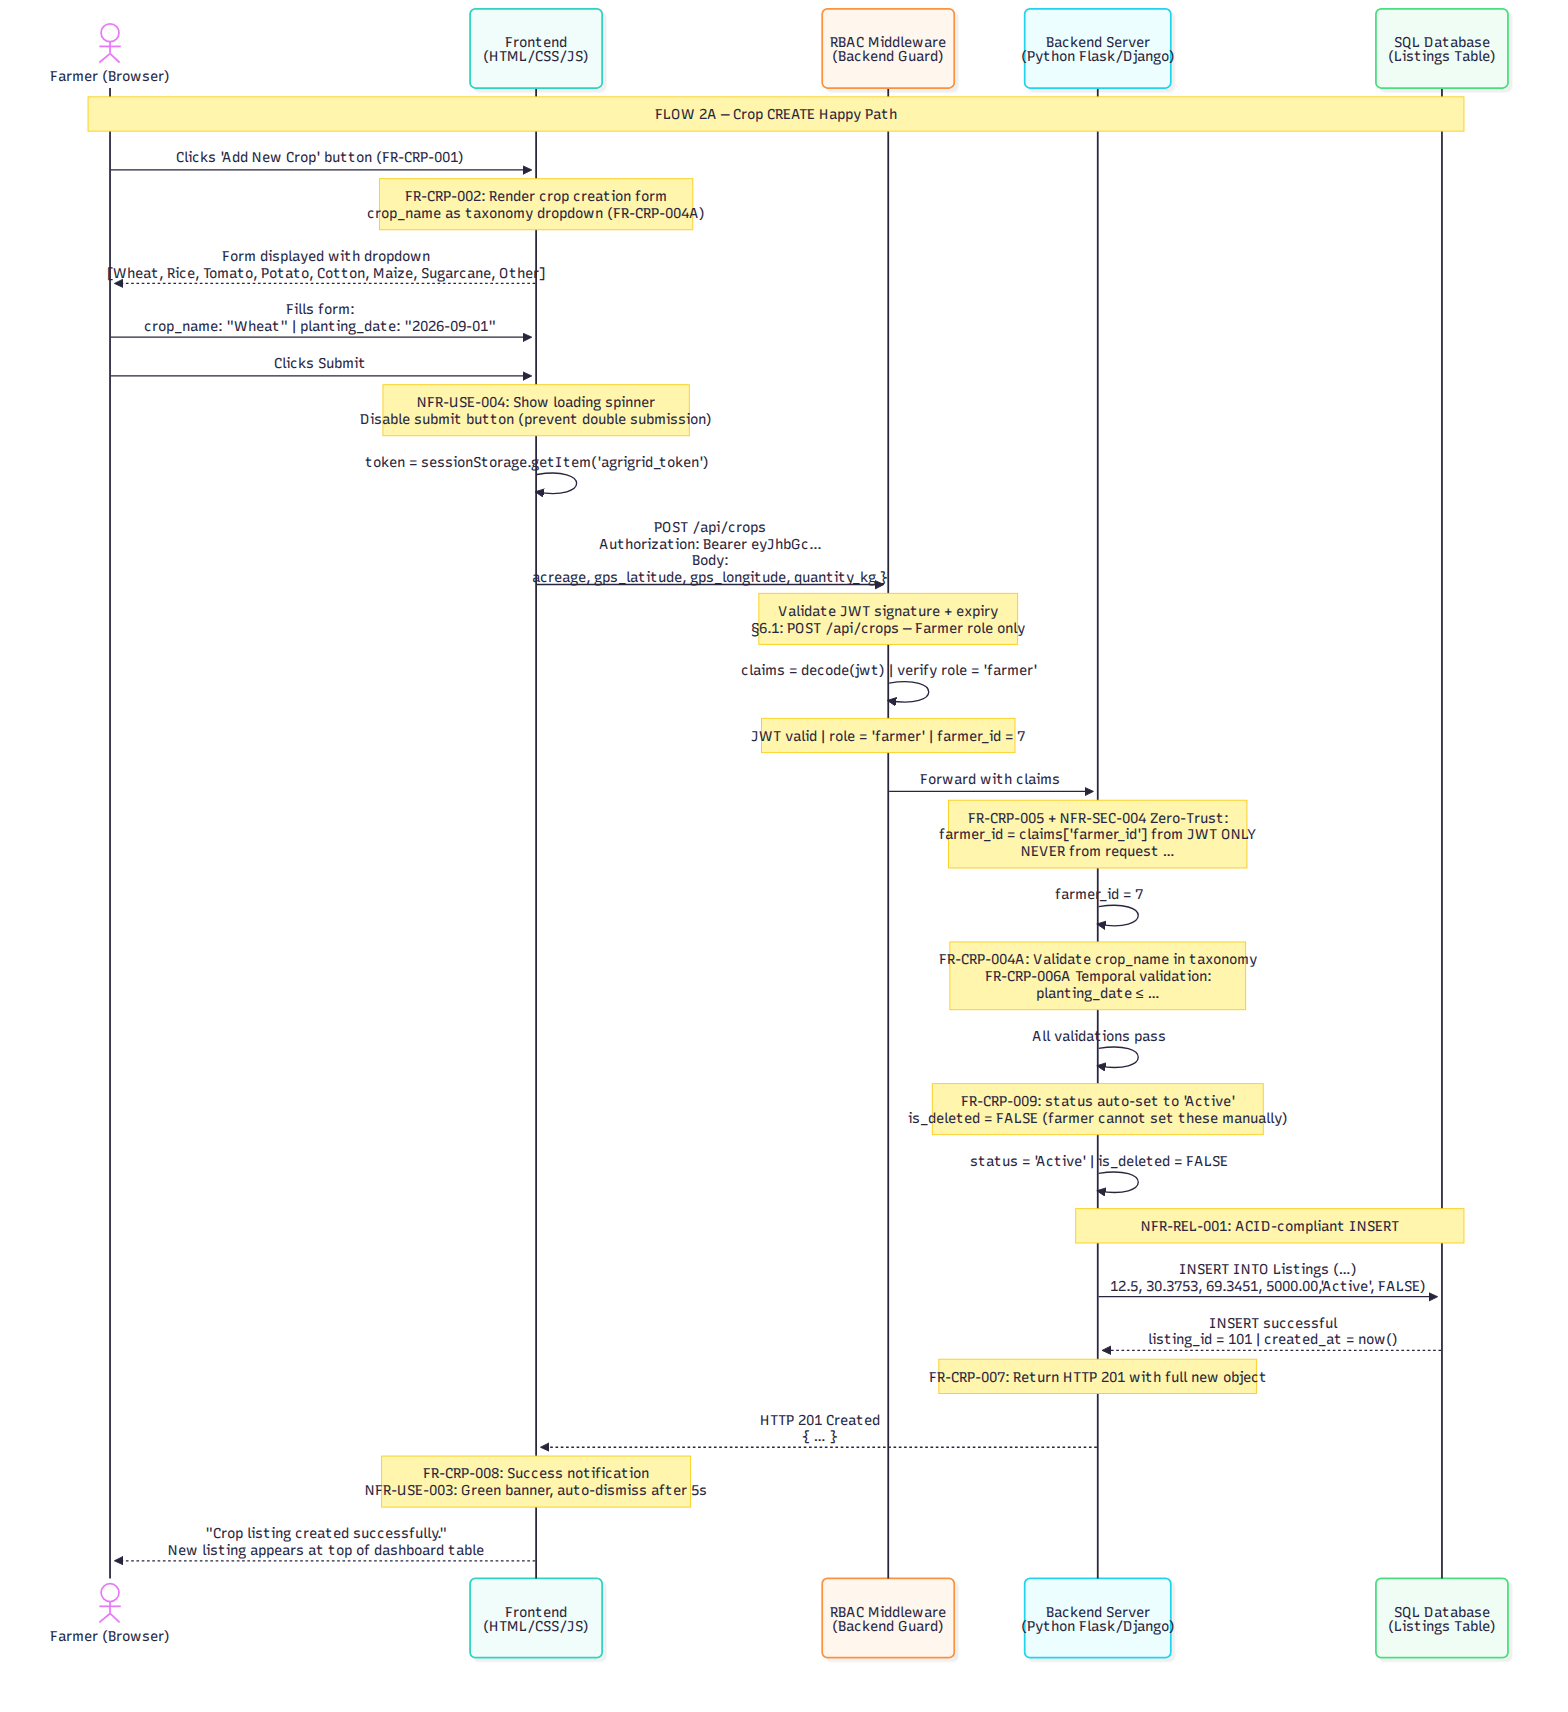 Farmer (Browser)
Frontend
(HTML/CSS/JS)
RBAC Middleware
(Backend Guard)
Backend Server
(Python Flask/Django)
SQL Database
(Listings Table)
FLOW 2A — Crop CREATE Happy Path
Clicks 'Add New Crop' button (FR-CRP-001)
FR-CRP-002: Render crop creation form
crop_name as taxonomy dropdown (FR-CRP-004A)
Form displayed with dropdown
[Wheat, Rice, Tomato, Potato, Cotton, Maize, Sugarcane, Other]
Fills form:
crop_name: "Wheat" | planting_date: "2026-09-01"
Clicks Submit
NFR-USE-004: Show loading spinner
Disable submit button (prevent double submission)
token = sessionStorage.getItem('agrigrid_token')
POST /api/crops
Authorization: Bearer eyJhbGc...
Body:
acreage, gps_latitude, gps_longitude, quantity_kg }
Validate JWT signature + expiry
§6.1: POST /api/crops — Farmer role only
claims = decode(jwt) | verify role = 'farmer'
JWT valid | role = 'farmer' | farmer_id = 7
Forward with claims
FR-CRP-005 + NFR-SEC-004 Zero-Trust:
farmer_id = claims['farmer_id'] from JWT ONLY
NEVER from request ...
farmer_id = 7
FR-CRP-004A: Validate crop_name in taxonomy
FR-CRP-006A Temporal validation:
planting_date ≤ ...
All validations pass
FR-CRP-009: status auto-set to 'Active'
is_deleted = FALSE (farmer cannot set these manually)
status = 'Active' | is_deleted = FALSE
NFR-REL-001: ACID-compliant INSERT
INSERT INTO Listings (...)
12.5, 30.3753, 69.3451, 5000.00,'Active', FALSE)
INSERT successful
listing_id = 101 | created_at = now()
FR-CRP-007: Return HTTP 201 with full new object
HTTP 201 Created
{ ... }
FR-CRP-008: Success notification
NFR-USE-003: Green banner, auto-dismiss after 5s
"Crop listing created successfully."
New listing appears at top of dashboard table
Farmer (Browser)
Frontend
(HTML/CSS/JS)
RBAC Middleware
(Backend Guard)
Backend Server
(Python Flask/Django)
SQL Database
(Listings Table)